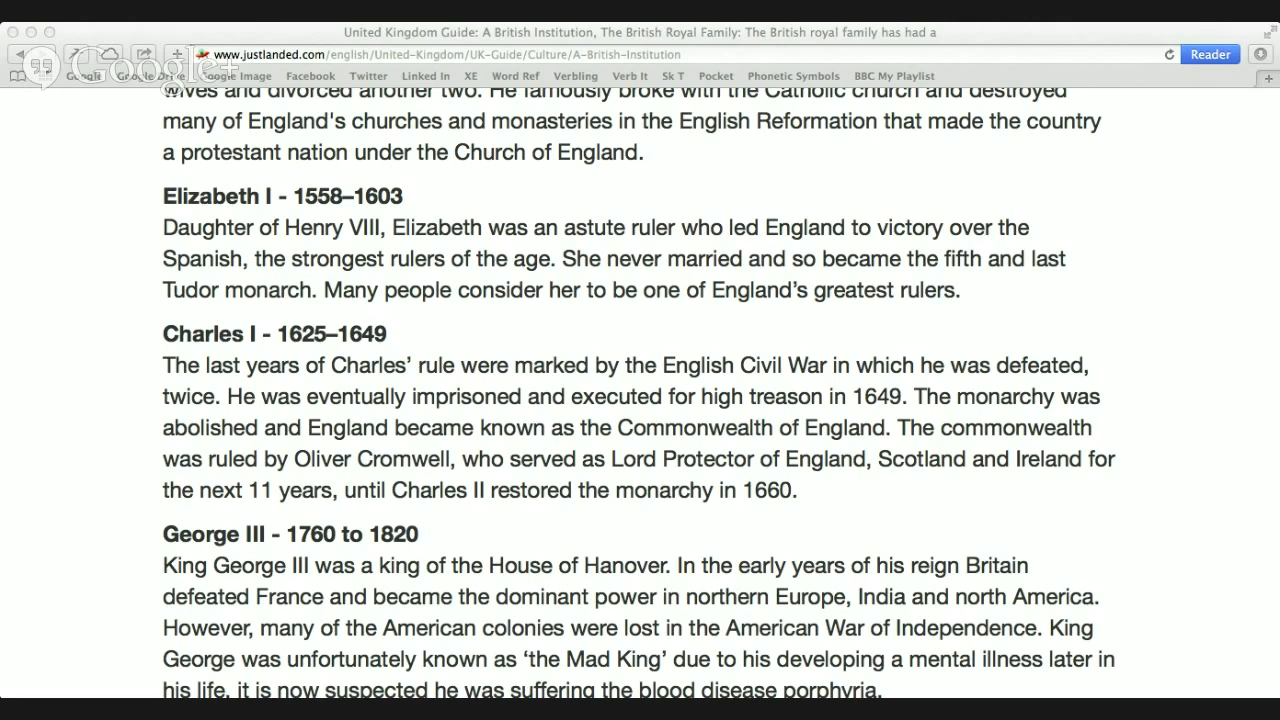 United Kingdom Guide: A British Institution, The British Royal Family: The British royal family has had a
www.justlanded.com/english/United-Kingdom/UK-Guide/Culture/A-British-Institution
Reader
Google+
Google Google Drive Google Image Facebook Twitter Linked In XE Word Ref Verbling Verb It Sk T Pocket Phonetic Symbols BBC My Playlist
wives and divorced another two. He famously broke with the Catholic church and destroyed
many of England's churches and monasteries in the English Reformation that made the country
a protestant nation under the Church of England.
Elizabeth I - 1558–1603
Daughter of Henry VIII, Elizabeth was an astute ruler who led England to victory over the
Spanish, the strongest rulers of the age. She never married and so became the fifth and last
Tudor monarch. Many people consider her to be one of England’s greatest rulers.
Charles I - 1625–1649
The last years of Charles’ rule were marked by the English Civil War in which he was defeated,
twice. He was eventually imprisoned and executed for high treason in 1649. The monarchy was
abolished and England became known as the Commonwealth of England. The commonwealth
was ruled by Oliver Cromwell, who served as Lord Protector of England, Scotland and Ireland for
the next 11 years, until Charles II restored the monarchy in 1660.
George III - 1760 to 1820
King George III was a king of the House of Hanover. In the early years of his reign Britain
defeated France and became the dominant power in northern Europe, India and north America.
However, many of the American colonies were lost in the American War of Independence. King
George was unfortunately known as ‘the Mad King’ due to his developing a mental illness later in
his life, it is now suspected he was suffering the blood disease porphyria.